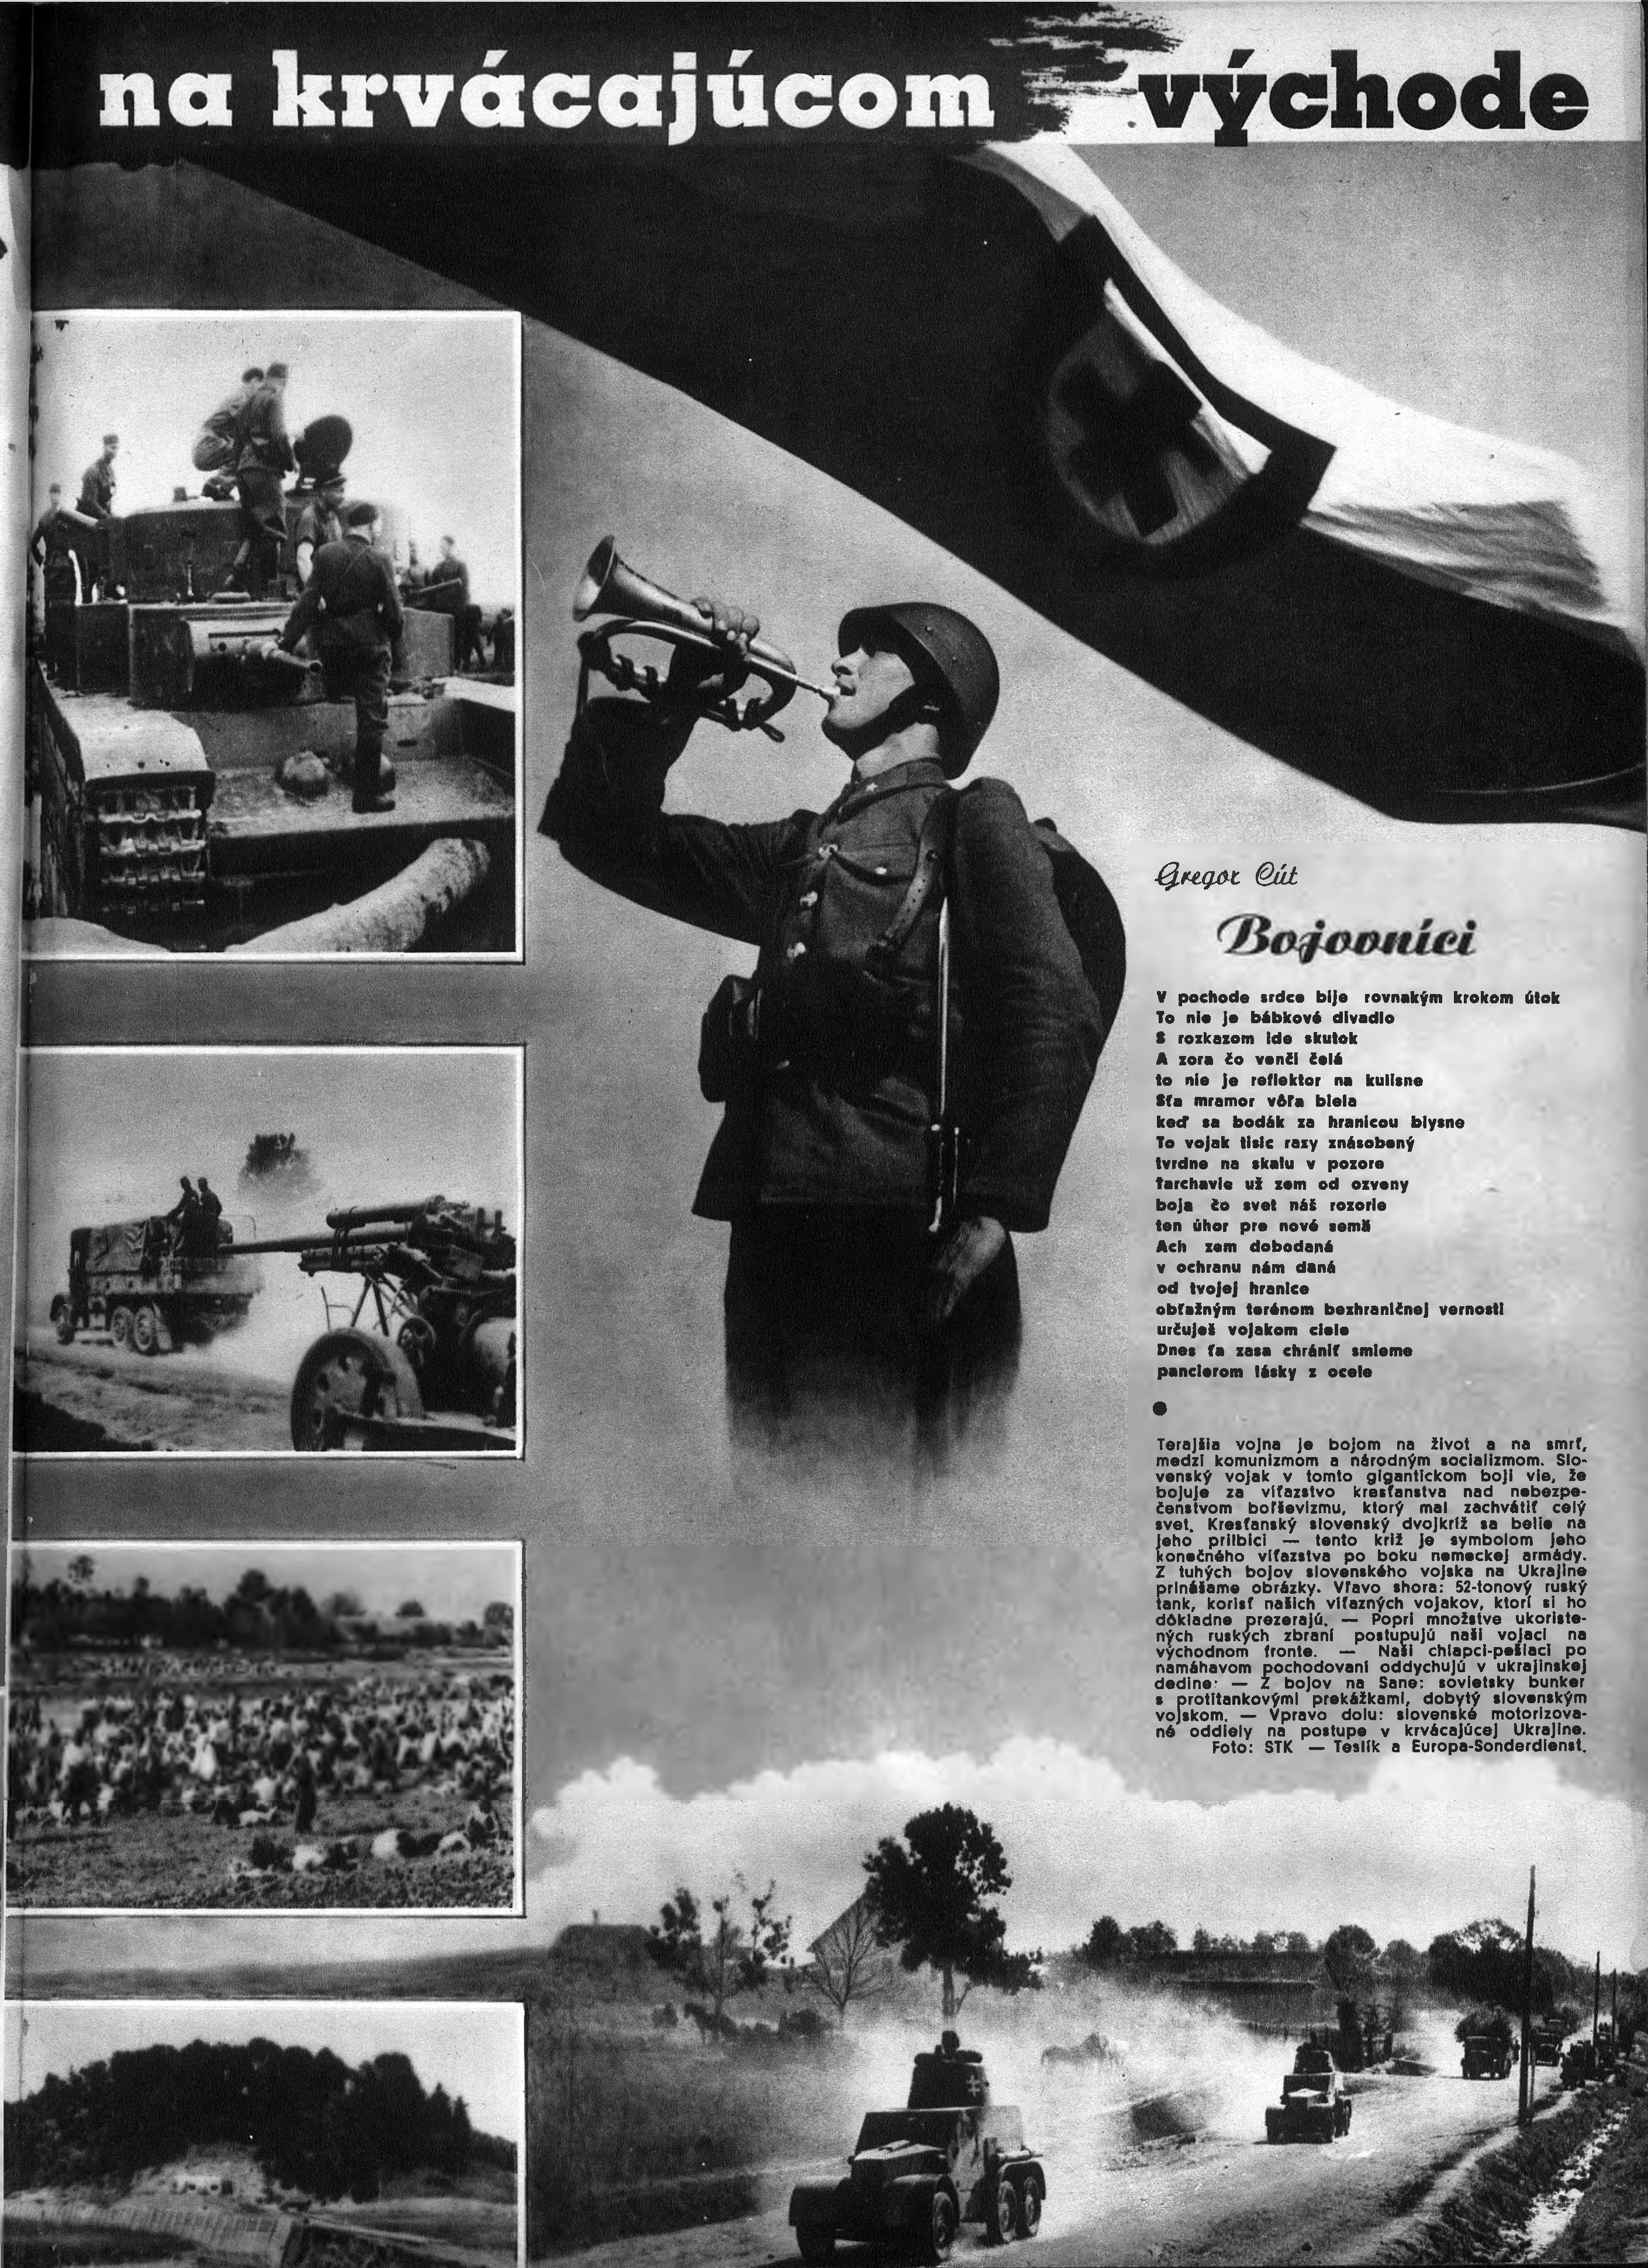 na krvácajúcom východe
Gregor Cút
Bojovníci
V pochode srdce bije rovnakým krokom útok
To nie je bábkové divadlo
S rozkazom ide skutok
A zora čo venčí čelá
to nie je reflektor na kulisne
Sťa mramor vôľa biela
keď sa bodák za hranicou blysne
To vojak tisíc razy znásobený
tvrdne na skalu v pozore
ťarchavie už zem od ozveny
boja čo svet náš rozorie
ten úhor pre nové semä
Ach zem dobodaná
v ochranu nám daná
od tvojej hranice
obťažným terénom bezhraničnej vernosti
určuješ vojakom ciele
Dnes ťa zasa chrániť smieme
pancierom lásky z ocele
Terajšia vojna je bojom na život a na smrť,
medzi komunizmom a národným socializmom. Slo-
venský vojak v tomto gigantickom boji vie, že
bojuje za víťazstvo kresťanstva nad nebezpe-
čenstvom boľševizmu, ktorý mal zachvátiť celý
svet. Kresťanský slovenský dvojkríž sa belie na
jeho prilbici — tento kríž je symbolom jeho
konečného víťazstva po boku nemeckej armády.
Z tuhých bojov slovenského vojska na Ukrajine
prinášame obrázky. Vľavo shora: 52-tonový ruský
tank, korisť našich víťazných vojakov, ktorí si ho
dôkladne prezerajú. — Popri množstve ukoriste-
ných ruských zbraní postupujú naši vojaci na
východnom fronte. — Naši chlapci-pešiaci po
namáhavom pochodovaní oddychujú v ukrajinskej
dedine· — Z bojov na Sane: sovietsky bunker
s protitankovými prekážkami, dobytý slovenským
vojskom. — Vpravo dolu: slovenské motorizova-
né oddiely na postupe v krvácajúcej Ukrajine.
Foto: STK — Teslík a Europa-Sonderdienst.